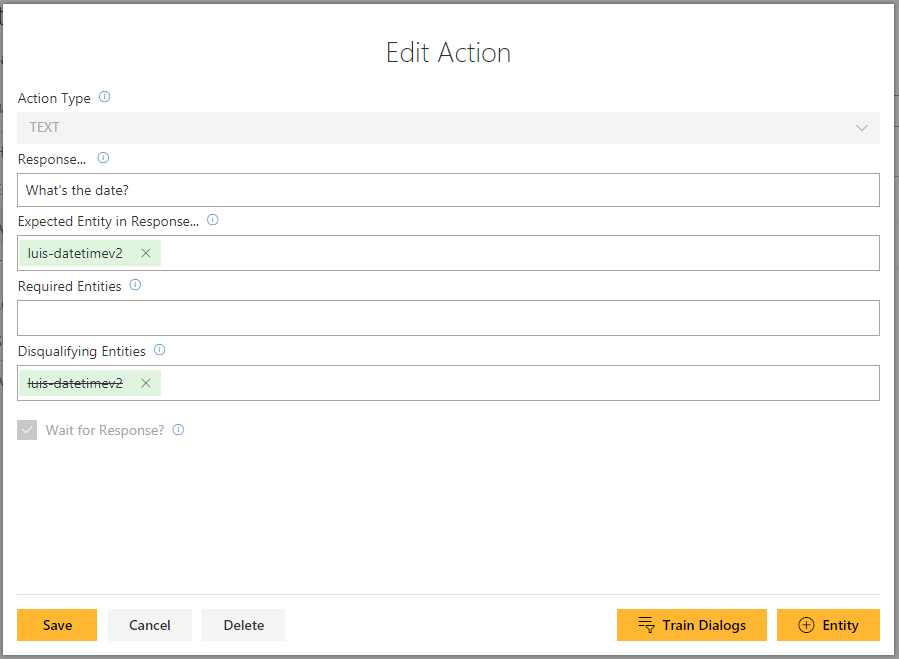 Edit Action
Action Type
TEXT
Response...
What's the date?
Expected Entity in Response...
luis-datetimev2
Required Entities
Disqualifying Entities
luis-datetimev2
Wait for Response?
Save Cancel Delete Train Dialogs Entity